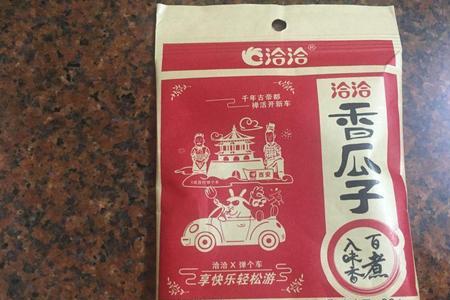 洽洽®
千年古帝都
弹活开新车
西安
洽洽 X 弹个车
享快乐轻松游
洽洽
香瓜子
百煮
入味香